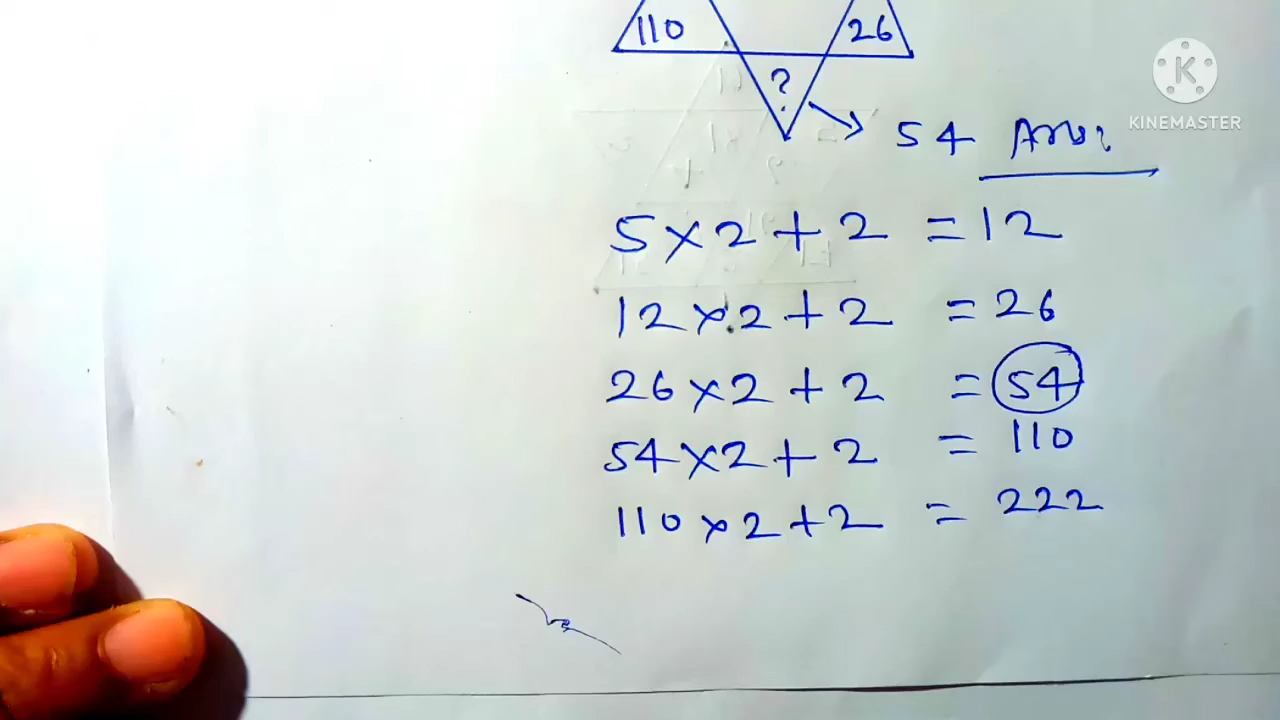 110 26
K
KINEMASTER
?
54 Ans:
5×2+2 =12
12×2+2 =26
26×2+2 =54
54×2+2 =110
110×2+2 =222